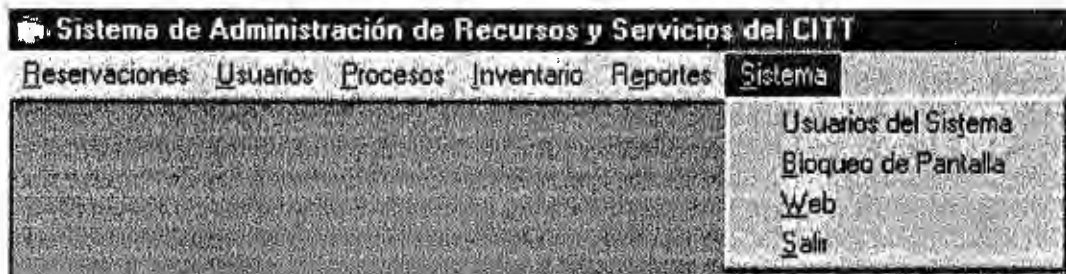 Sistema de Administración de Recursos y Servicios del CITT
Reservaciones Usuarios Procesos Inventario Reportes Sistema
Usuarios del Sistema
Bloqueo de Pantalla
Web
Salir